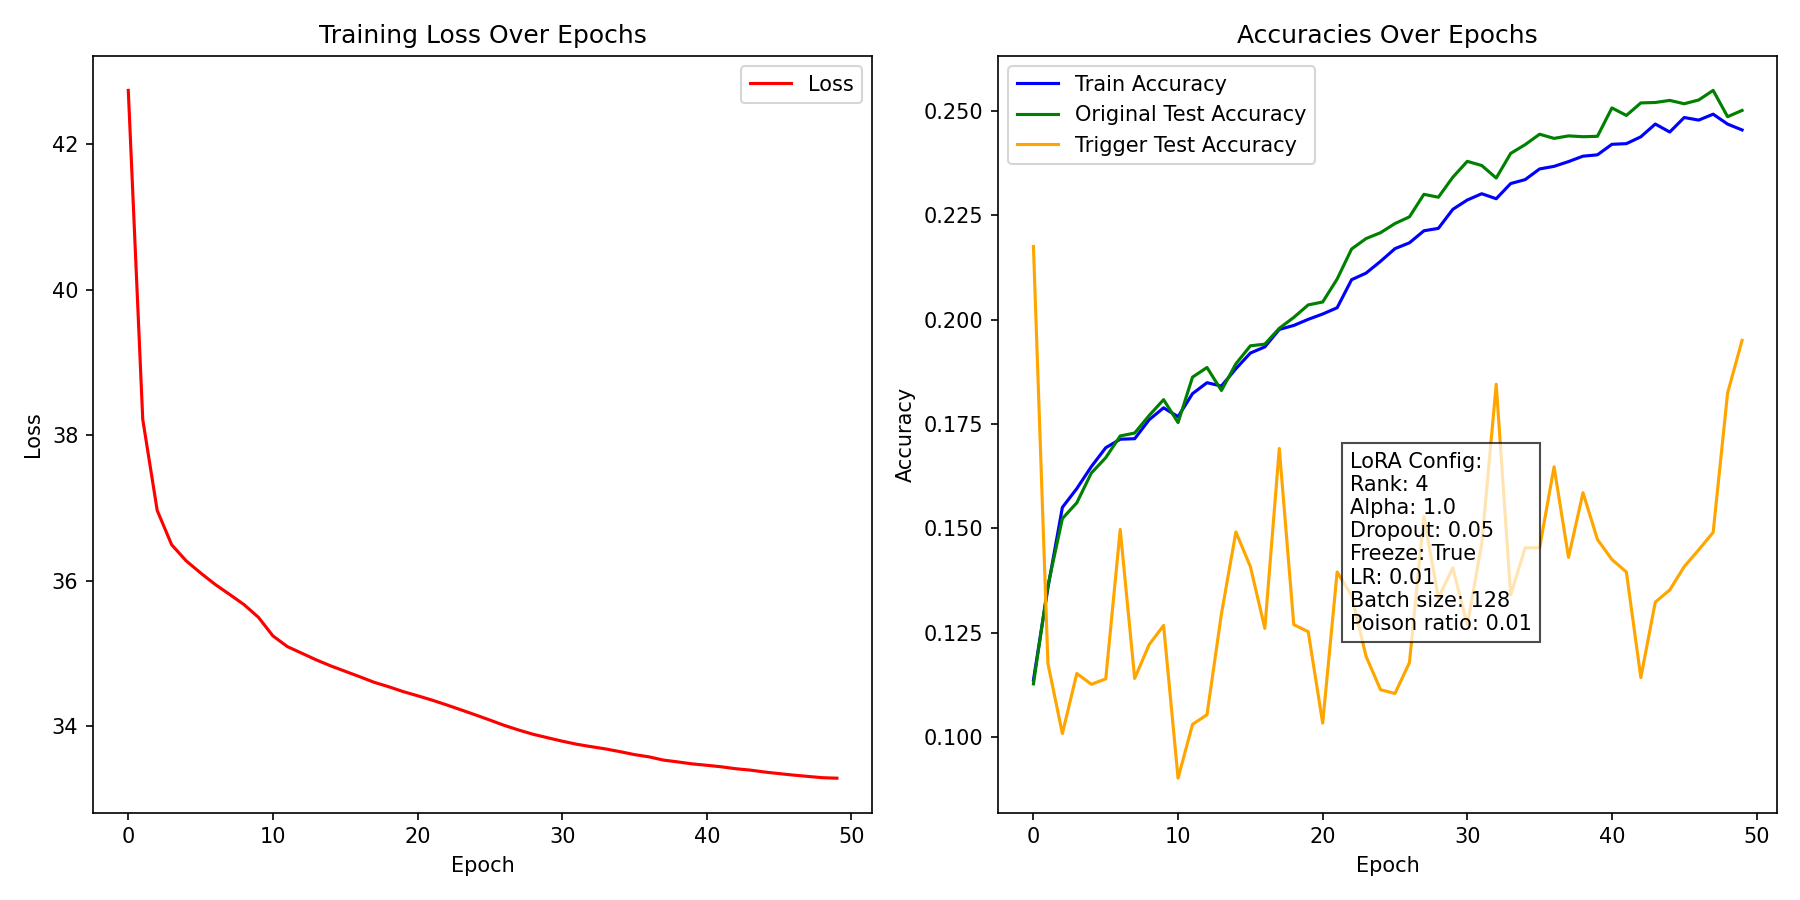 Training Loss Over Epochs
Loss
42
40
38
36
34
Loss
0
10
20
30
40
50
Epoch
Accuracies Over Epochs
Train Accuracy
Original Test Accuracy
Trigger Test Accuracy
0.250
0.225
0.200
0.175
0.150
0.125
0.100
Accuracy
LoRA Config:
Rank: 4
Alpha: 1.0
Dropout: 0.05
Freeze: True
LR: 0.01
Batch size: 128
Poison ratio: 0.01
0
10
20
30
40
50
Epoch